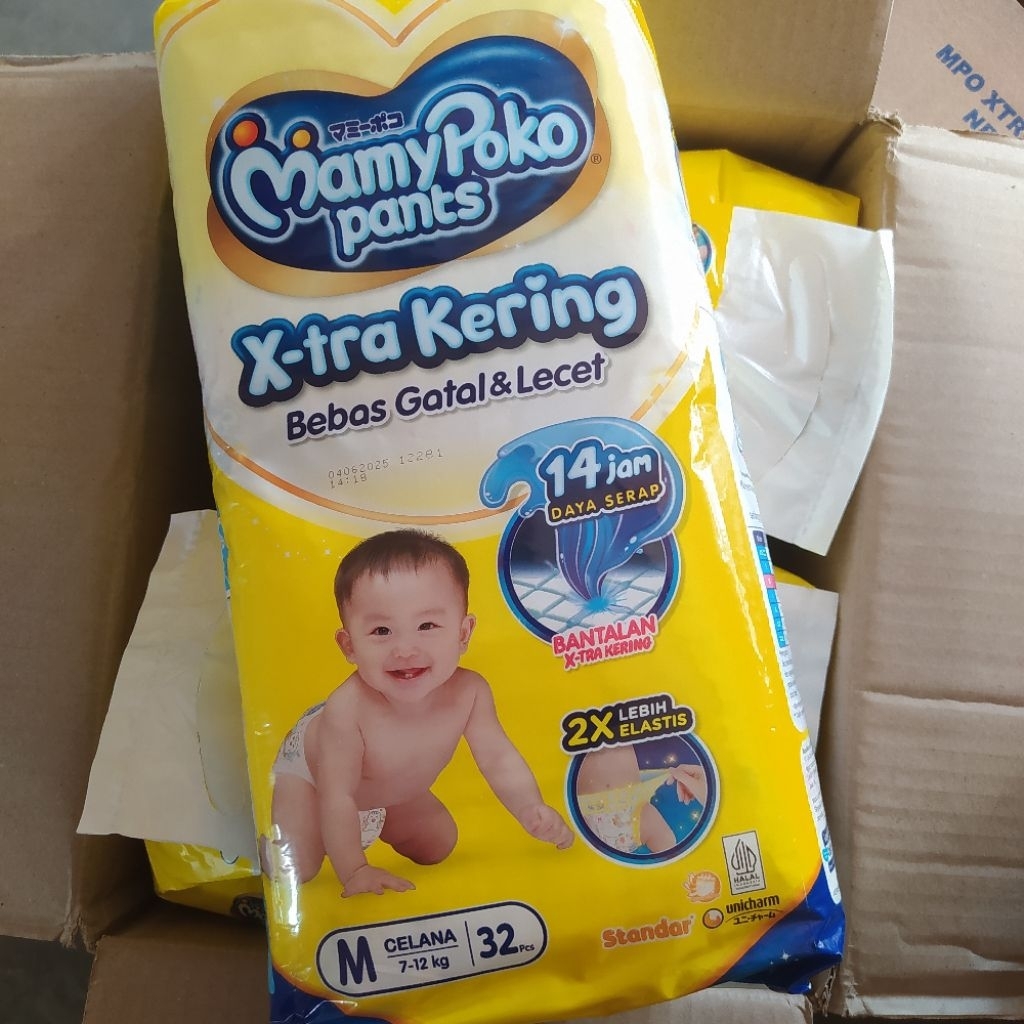 MPO XTR
マミーポコ
MamyPoko
pants
®
X-tra Kering
Bebas Gatal & Lecet
04062025 12281
14:18
14 jam
DAYA SERAP
BANTALAN
X-TRA KERING
2X LEBIH
ELASTIS
HALAL
unicharm
ユニ・チャーム
Standar
M CELANA 32 Pcs
7-12 kg